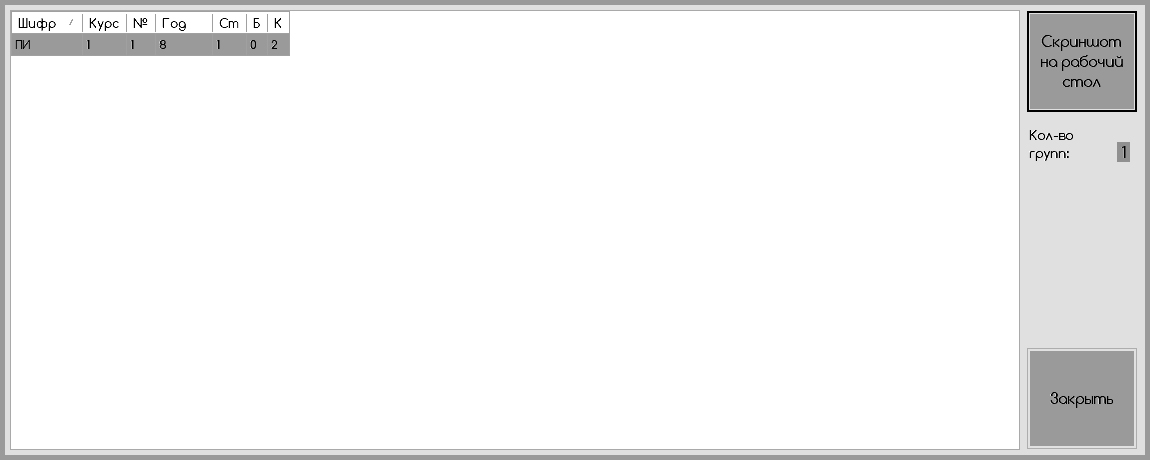 Шифр Курс № Год Ст Б К
ПИ 1 1 8 1 0 2
Скриншот
на рабочий
стол
Кол-во
групп: 1
Закрыть